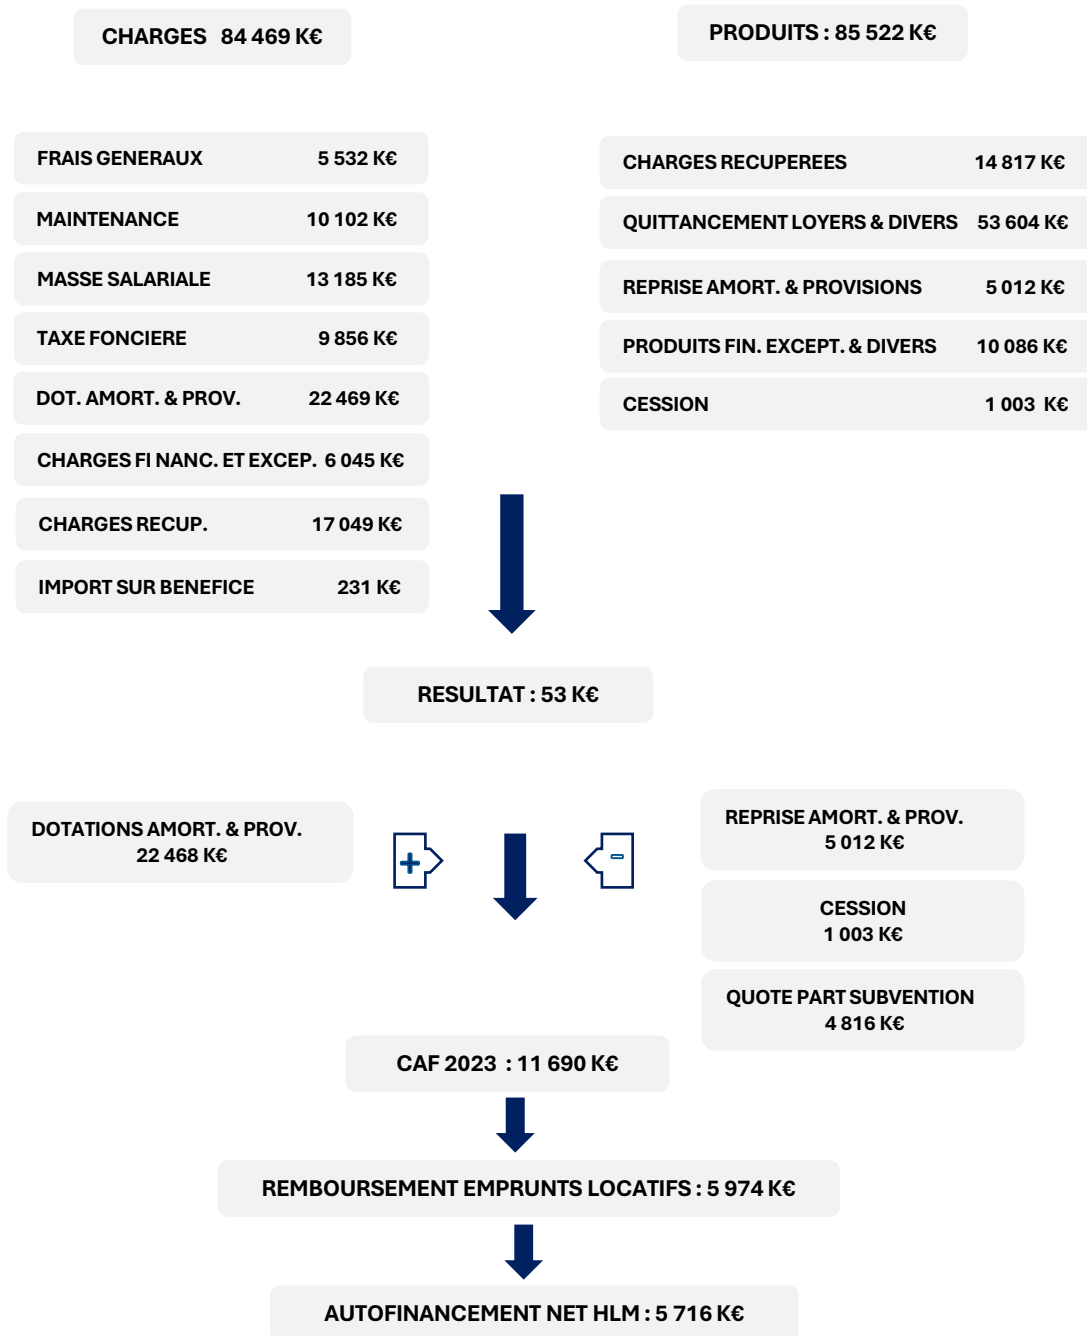 CHARGES 84 469 K€
PRODUITS : 85 522 K€
FRAIS GENERAUX 5 532 K€
MAINTENANCE 10 102 K€
MASSE SALARIALE 13 185 K€
TAXE FONCIERE 9 856 K€
DOT. AMORT. & PROV. 22 469 K€
CHARGES FI NANC. ET EXCEP. 6 045 K€
CHARGES RECUP. 17 049 K€
IMPORT SUR BENEFICE 231 K€
CHARGES RECUPEREES 14 817 K€
QUITTANCEMENT LOYERS & DIVERS 53 604 K€
REPRISE AMORT. & PROVISIONS 5 012 K€
PRODUITS FIN. EXCEPT. & DIVERS 10 086 K€
CESSION 1 003 K€
RESULTAT : 53 K€
DOTATIONS AMORT. & PROV.
22 468 K€
+
-
REPRISE AMORT. & PROV.
5 012 K€
CESSION
1 003 K€
QUOTE PART SUBVENTION
4 816 K€
CAF 2023 : 11 690 K€
REMBOURSEMENT EMPRUNTS LOCATIFS : 5 974 K€
AUTOFINANCEMENT NET HLM : 5 716 K€